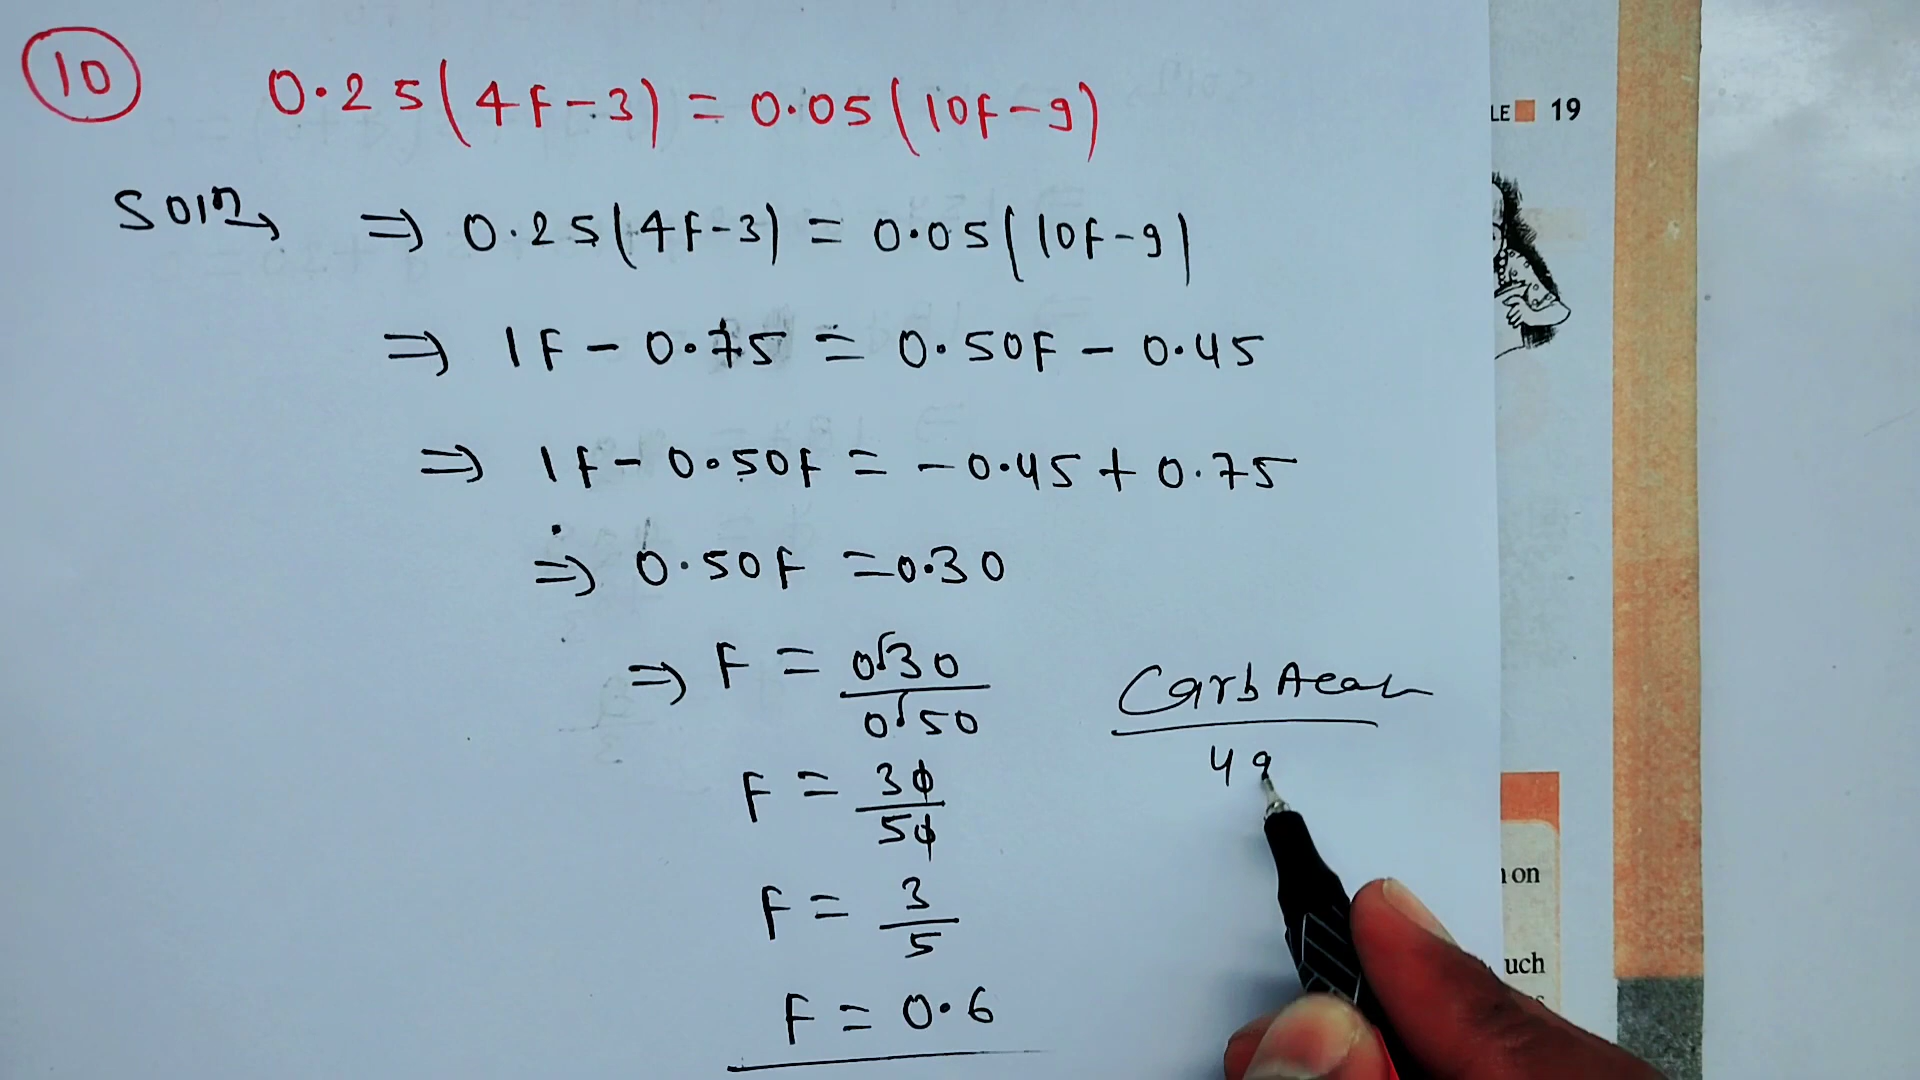 10
0.25(4F-3) = 0.05(10F-9)
LE 19
Soln → ⇒ 0.25(4F-3) = 0.05(10F-9)
⇒ 1F - 0.75 = 0.50F - 0.45
⇒ 1F - 0.50F = -0.45 + 0.75
⇒ 0.50F = 0.30
⇒ F = 0.30/0.50
F = 30/50
F = 3/5
F = 0.6
49
on
uch